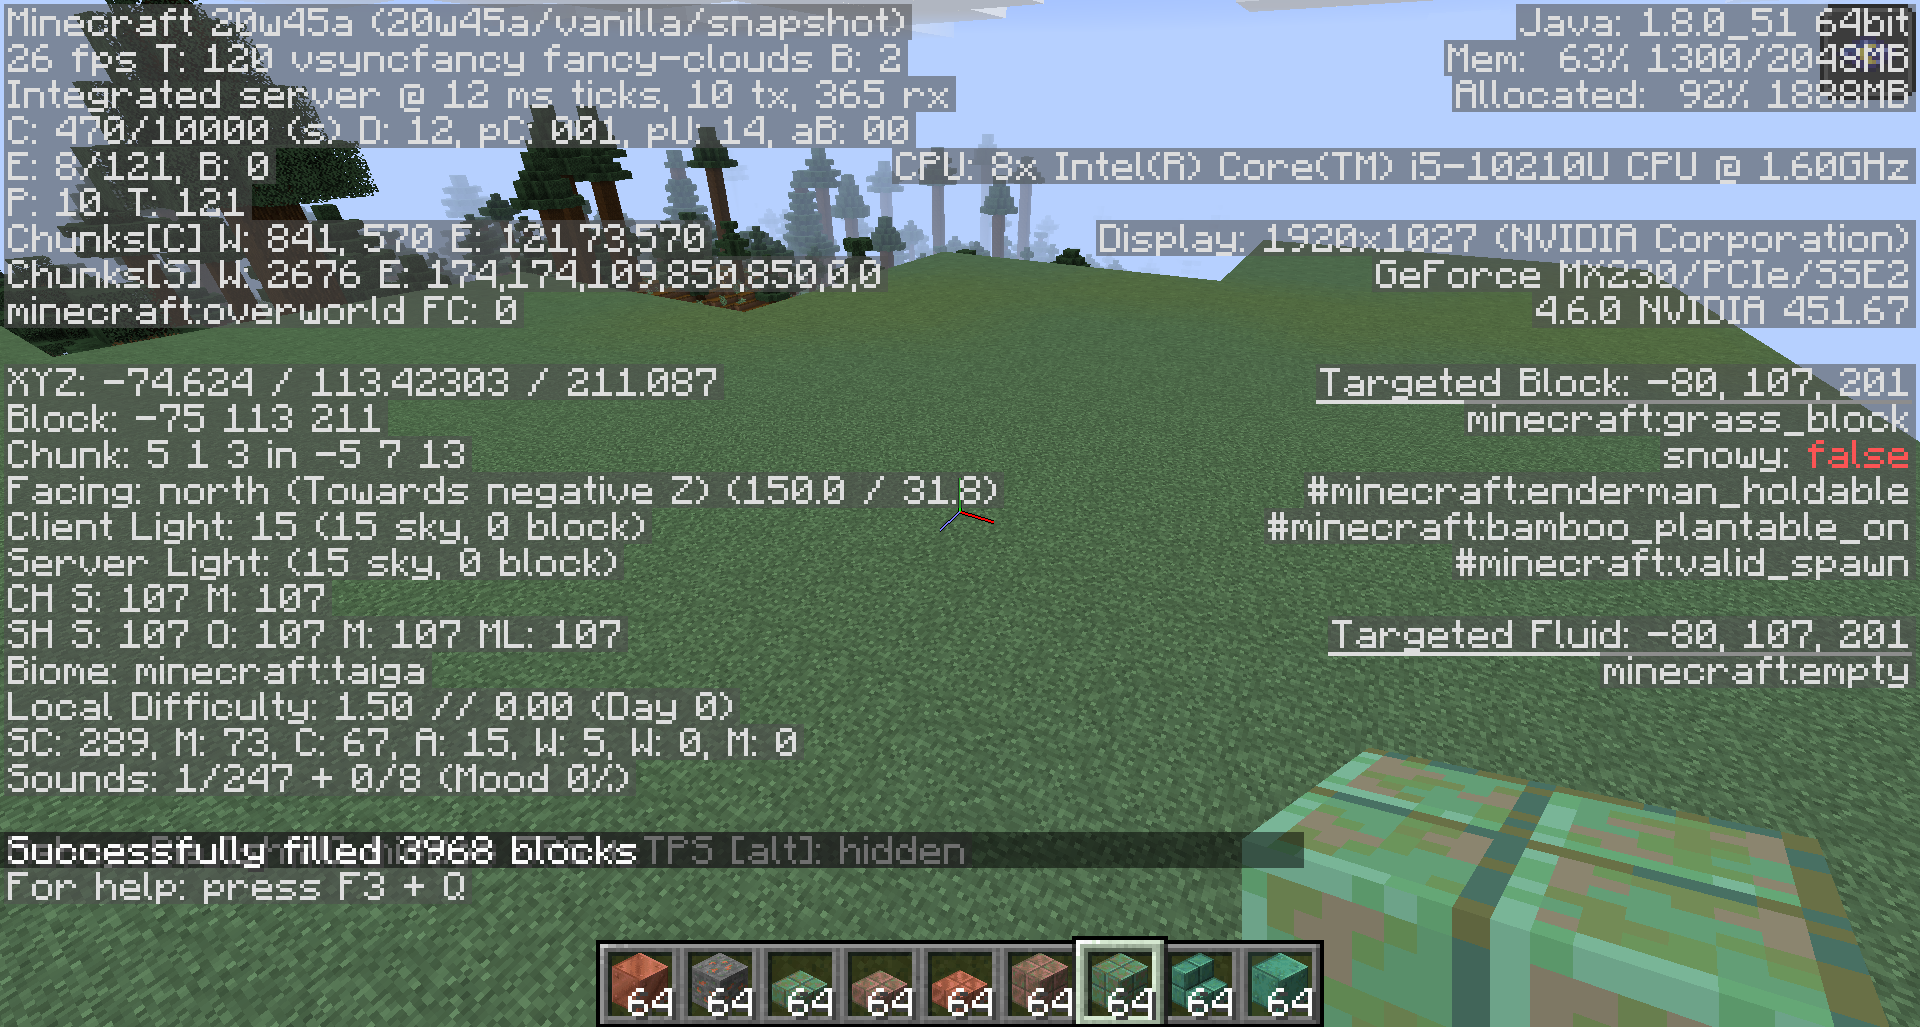 Minecraft 20w45a (20w45a/vanilla/snapshot)
26 fps T: 120 vsyncfancy fancy-clouds B: 2
Integrated server @ 12 ms ticks, 10 tx, 365 rx
C: 470/10000 (s) D: 12, pC: 001, pU: 14, aB: 00
E: 8/121, B: 0
P: 10. T: 121
Chunks[C] W: 841, 570 E: 121,73,570
Chunks[S] W: 2676 E: 174,174,109,850,850,0,0
minecraft:overworld FC: 0
XYZ: -74.624 / 113.42303 / 211.087
Block: -75 113 211
Chunk: 5 1 3 in -5 7 13
Facing: north (Towards negative Z) (150.0 / 31.8)
Client Light: 15 (15 sky, 0 block)
Server Light: (15 sky, 0 block)
CH S: 107 M: 107
SH S: 107 O: 107 M: 107 ML: 107
Biome: minecraft:taiga
Local Difficulty: 1.50 // 0.00 (Day 0)
SC: 289, M: 73, C: 67, A: 15, W: 5, W: 0, M: 0
Sounds: 1/247 + 0/8 (Mood 0%)
Successfully filled 3968 blocks
TPS [alt]: hidden
For help: press F3 + Q
Java: 1.8.0_51 64bit
Mem: 63% 1300/2048MB
Allocated: 92% 1888MB
CPU: 8x Intel(R) Core(TM) i5-10210U CPU @ 1.60GHz
Display: 1920x1027 (NVIDIA Corporation)
GeForce MX230/PCIe/SSE2
4.6.0 NVIDIA 451.67
Targeted Block: -80, 107, 201
minecraft:grass_block
snowy: false
#minecraft:enderman_holdable
#minecraft:bamboo_plantable_on
#minecraft:valid_spawn
Targeted Fluid: -80, 107, 201
minecraft:empty
64 64 64 64 64 64 64 64 64